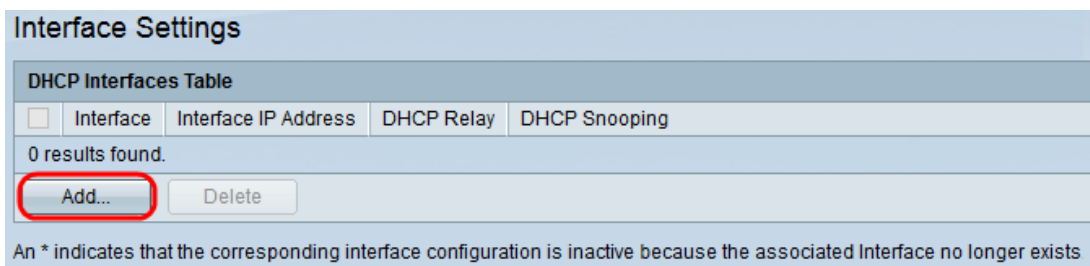 Interface Settings
DHCP Interfaces Table
Interface Interface IP Address DHCP Relay DHCP Snooping
0 results found.
Add... Delete
An * indicates that the corresponding interface configuration is inactive because the associated Interface no longer exists